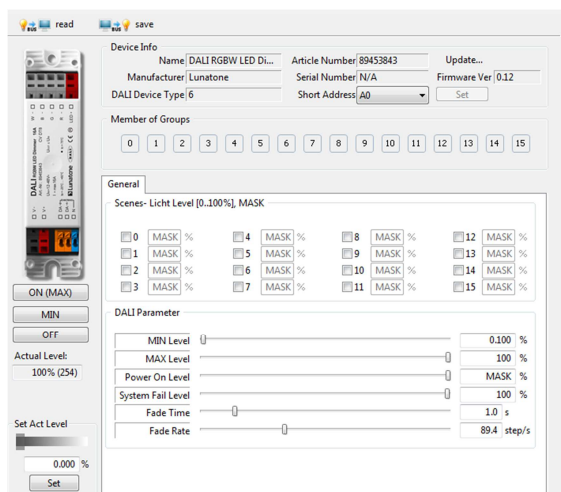 read save
Device Info
Name DALI RGBW LED Di... Article Number 89453843 Update...
Manufacturer Lunatone Serial Number N/A Firmware Ver 0.12
DALI Device Type 6 Short Address A0 Set
Member of Groups
0 1 2 3 4 5 6 7 8 9 10 11 12 13 14 15
General
Scenes- Licht Level [0..100%], MASK
0 MASK % 4 MASK % 8 MASK % 12 MASK %
1 MASK % 5 MASK % 9 MASK % 13 MASK %
2 MASK % 6 MASK % 10 MASK % 14 MASK %
3 MASK % 7 MASK % 11 MASK % 15 MASK %
ON (MAX)
MIN
OFF
Actual Level:
100% (254)
DALI Parameter
MIN Level 0.100 %
MAX Level 100 %
Power On Level MASK %
System Fail Level 100 %
Fade Time 1.0 s
Fade Rate 89.4 step/s
Set Act Level
0.000 %
Set
DALI RGBW LED Dimmer 16A
Lunatone